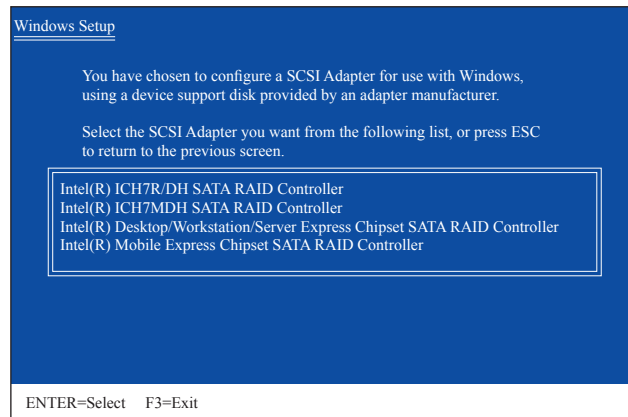 Windows Setup
You have chosen to configure a SCSI Adapter for use with Windows,
using a device support disk provided by an adapter manufacturer.
Select the SCSI Adapter you want from the following list, or press ESC
to return to the previous screen.
Intel(R) ICH7R/DH SATA RAID Controller
Intel(R) ICH7MDH SATA RAID Controller
Intel(R) Desktop/Workstation/Server Express Chipset SATA RAID Controller
Intel(R) Mobile Express Chipset SATA RAID Controller
ENTER=Select F3=Exit